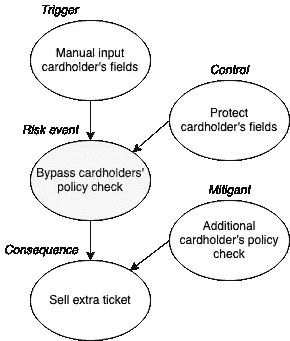 Trigger
Manual input
cardholder's fields
Control
Protect
cardholder's fields
Risk event
Bypass cardholders'
policy check
Mitigant
Additional
cardholder's policy
check
Consequence
Sell extra ticket